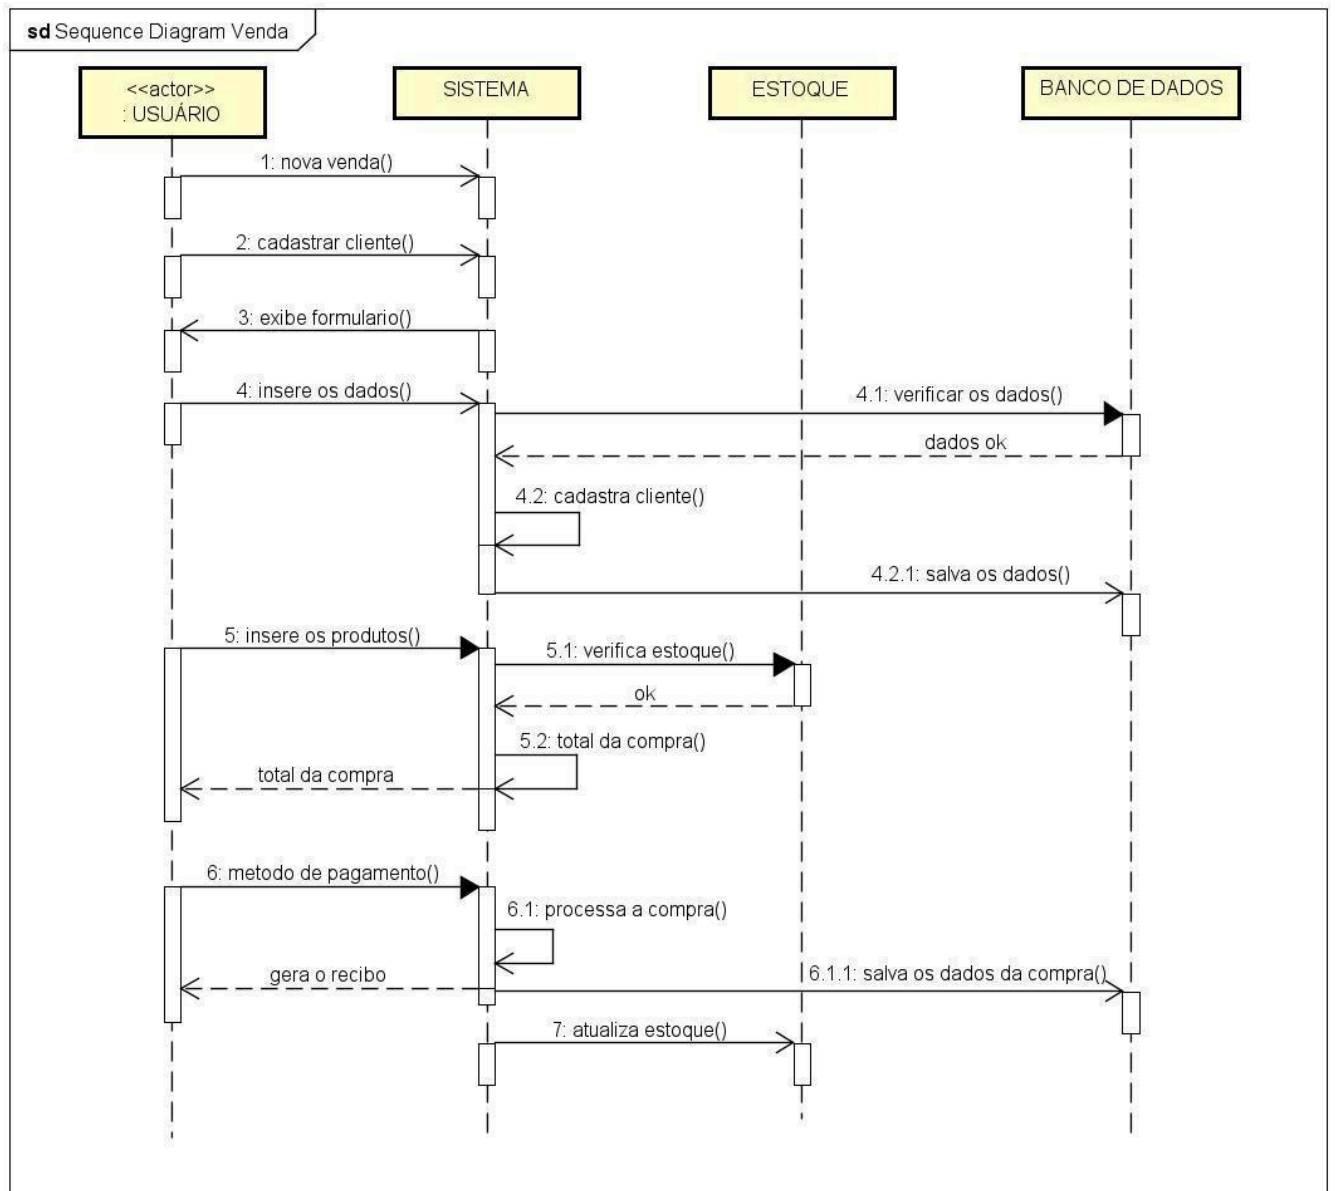 sd Sequence Diagram Venda
<<actor>>
: USUÁRIO
SISTEMA
ESTOQUE
BANCO DE DADOS
1: nova venda()
2: cadastrar cliente()
3: exibe formulario()
4: insere os dados()
4.1: verificar os dados()
dados ok
4.2: cadastra cliente()
4.2.1: salva os dados()
5: insere os produtos()
5.1: verifica estoque()
ok
5.2: total da compra()
total da compra
6: metodo de pagamento()
6.1: processa a compra()
gera o recibo
6.1.1: salva os dados da compra()
7: atualiza estoque()